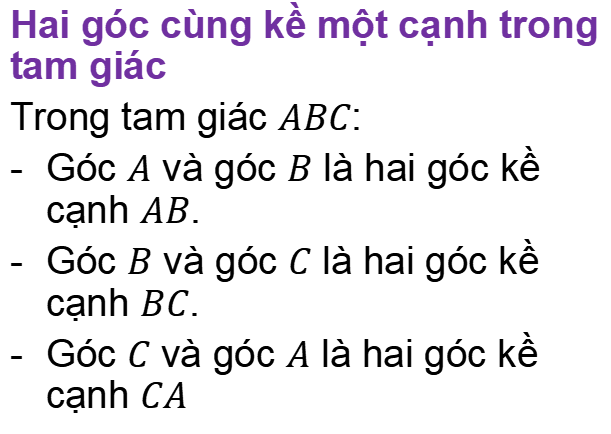 Hai góc cùng kề một cạnh trong
tam giác
Trong tam giác ABC:
- Góc A và góc B là hai góc kề
cạnh AB.
- Góc B và góc C là hai góc kề
cạnh BC.
- Góc C và góc A là hai góc kề
cạnh CA